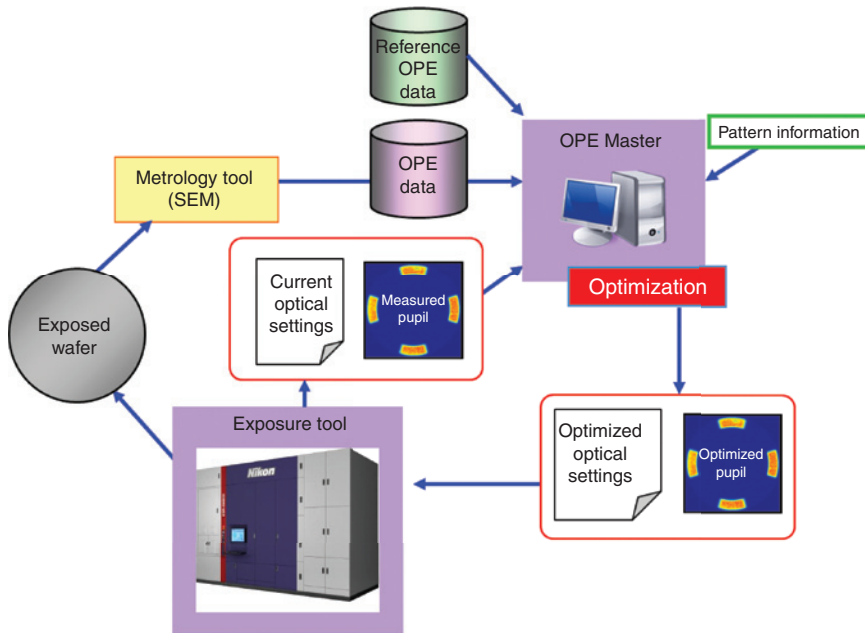 Reference
OPE
data
OPE Master
Pattern information
OPE
data
Metrology tool
(SEM)
Current
optical
settings
Measured
pupil
Optimization
Exposed
wafer
Exposure tool
Nikon
Optimized
optical
settings
Optimized
pupil